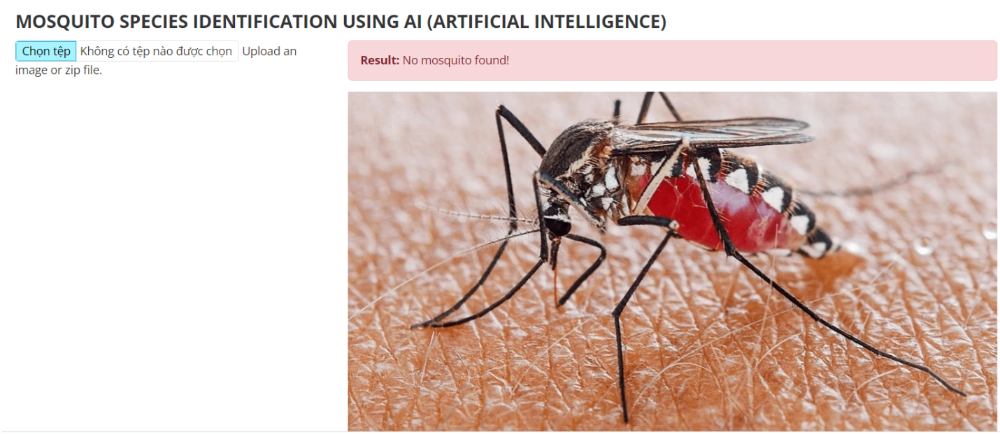 MOSQUITO SPECIES IDENTIFICATION USING AI (ARTIFICIAL INTELLIGENCE)
Chọn tệp Không có tệp nào được chọn Upload an
image or zip file.
Result: No mosquito found!